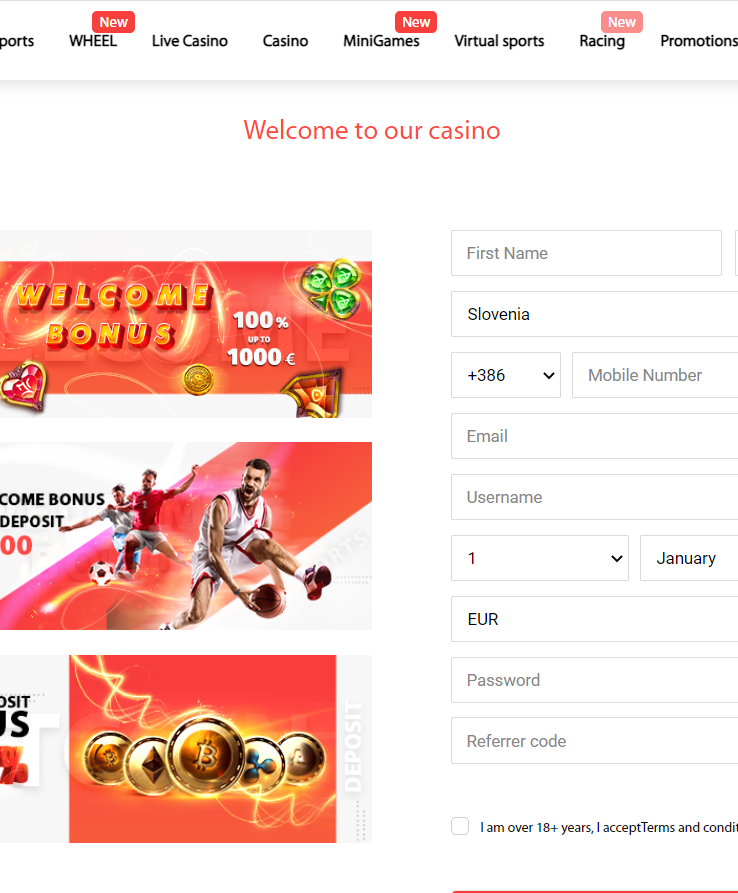 New New New
ports WHEEL Live Casino Casino MiniGames Virtual sports Racing Promotions
Welcome to our casino
WELCOME
BONUS
100 %
UP TO
1000 €
COME BONUS
DEPOSIT
00
OSIT
US
%
DEPOSIT
First Name
Slovenia
+386 Mobile Number
Email
Username
1 January
EUR
Password
Referrer code
I am over 18+ years, I acceptTerms and condit